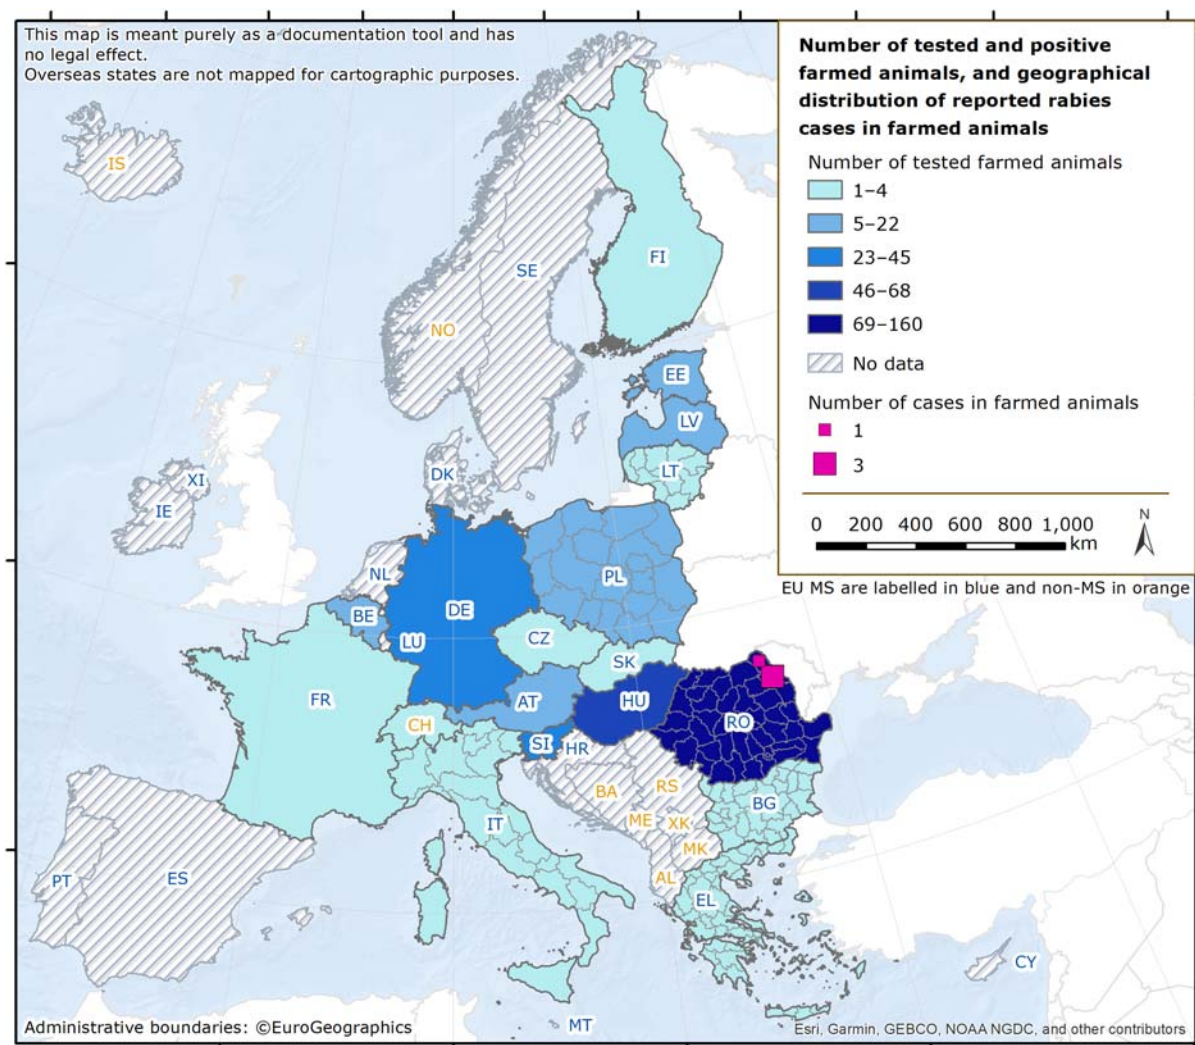 This map is meant purely as a documentation tool and has
no legal effect.
Overseas states are not mapped for cartographic purposes.
Number of tested and positive
farmed animals, and geographical
distribution of reported rabies
cases in farmed animals
Number of tested farmed animals
1–4
5–22
23–45
46–68
69–160
No data
Number of cases in farmed animals
1
3
N
0 200 400 600 800 1,000
km
EU MS are labelled in blue and non-MS in orange
IS
FI
SE
NO
EE
LV
LT
DK
XI
IE
NL
PL
DE
BE
LU
CZ
SK
FR
AT
HU
CH
RO
SI
HR
BA
RS
BG
ME
XK
IT
MK
AL
PT
ES
EL
CY
MT
Administrative boundaries: ©EuroGeographics
Esri, Garmin, GEBCO, NOAA NGDC, and other contributors